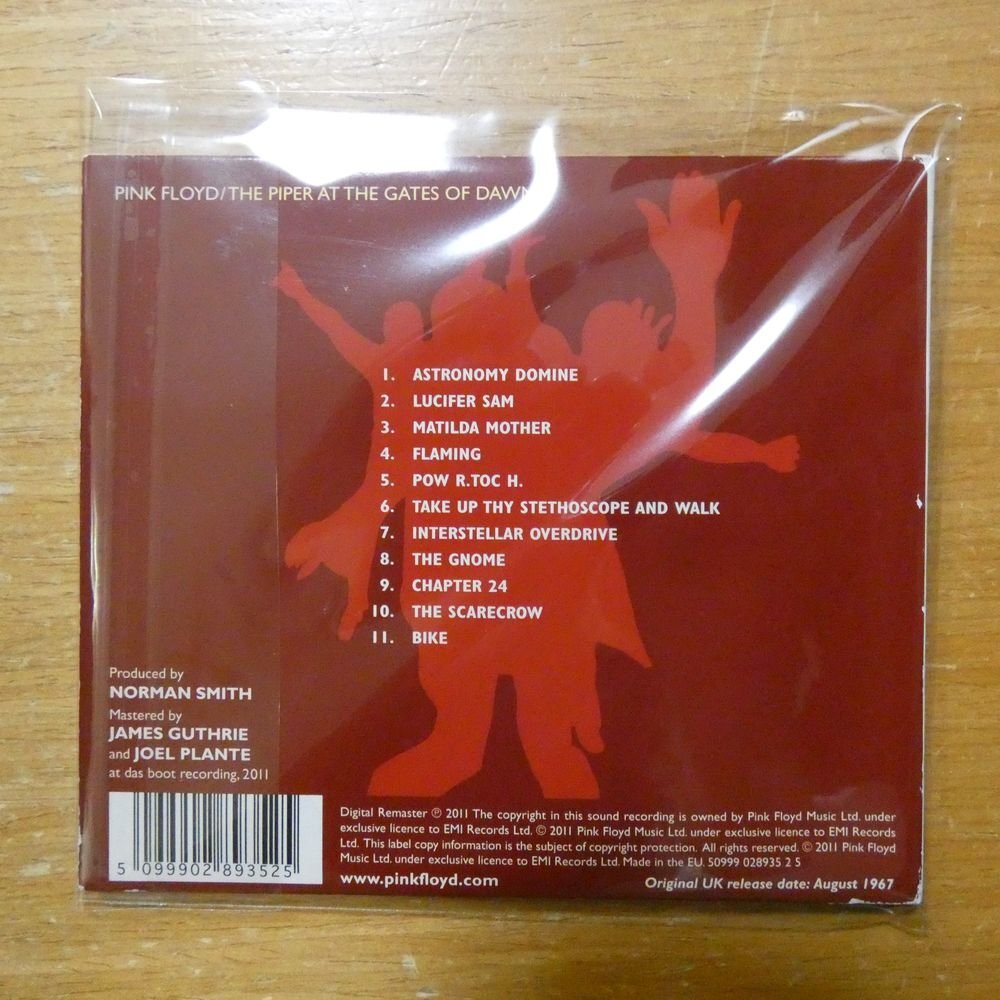 PINK FLOYD/THE PIPER AT THE GATES OF DAWN
1. ASTRONOMY DOMINE
2. LUCIFER SAM
3. MATILDA MOTHER
4. FLAMING
5. POW R.TOC H.
6. TAKE UP THY STETHOSCOPE AND WALK
7. INTERSTELLAR OVERDRIVE
8. THE GNOME
9. CHAPTER 24
10. THE SCARECROW
11. BIKE
Produced by
NORMAN SMITH
Mastered by
JAMES GUTHRIE
and JOEL PLANTE
at das boot recording, 2011
5 099902 893525
Digital Remaster ℗ 2011 The copyright in this sound recording is owned by Pink Floyd Music Ltd. under
exclusive licence to EMI Records Ltd. © 2011 Pink Floyd Music Ltd. under exclusive licence to EMI Records
Ltd. This label copy information is the subject of copyright protection. All rights reserved. © 2011 Pink Floyd
Music Ltd. under exclusive licence to EMI Records Ltd. Made in the EU. 50999 028935 2 5
www.pinkfloyd.com
Original UK release date: August 1967